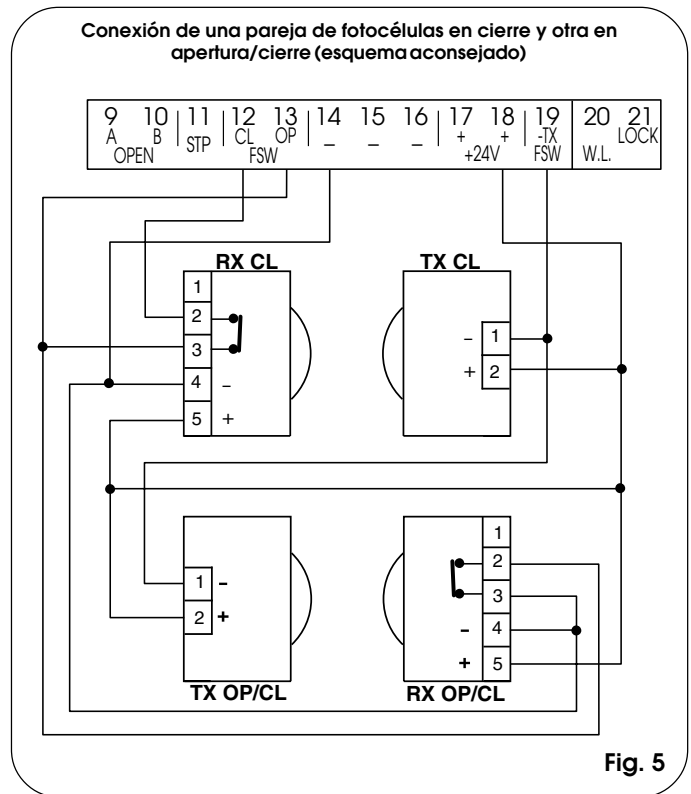 Conexión de una pareja de fotocélulas en cierre y otra en
apertura/cierre (esquema aconsejado)
9 10 11 12 13 14 15 16 17 18 19 20 21
A B STP CL OP – – – + + -TX LOCK
OPEN FSW +24V FSW W.L.
RX CL TX CL
1
2
3
4 –
5 +
– 1
+ 2
1 -
2 +
1
2
3
- 4
+ 5
TX OP/CL RX OP/CL
Fig. 5